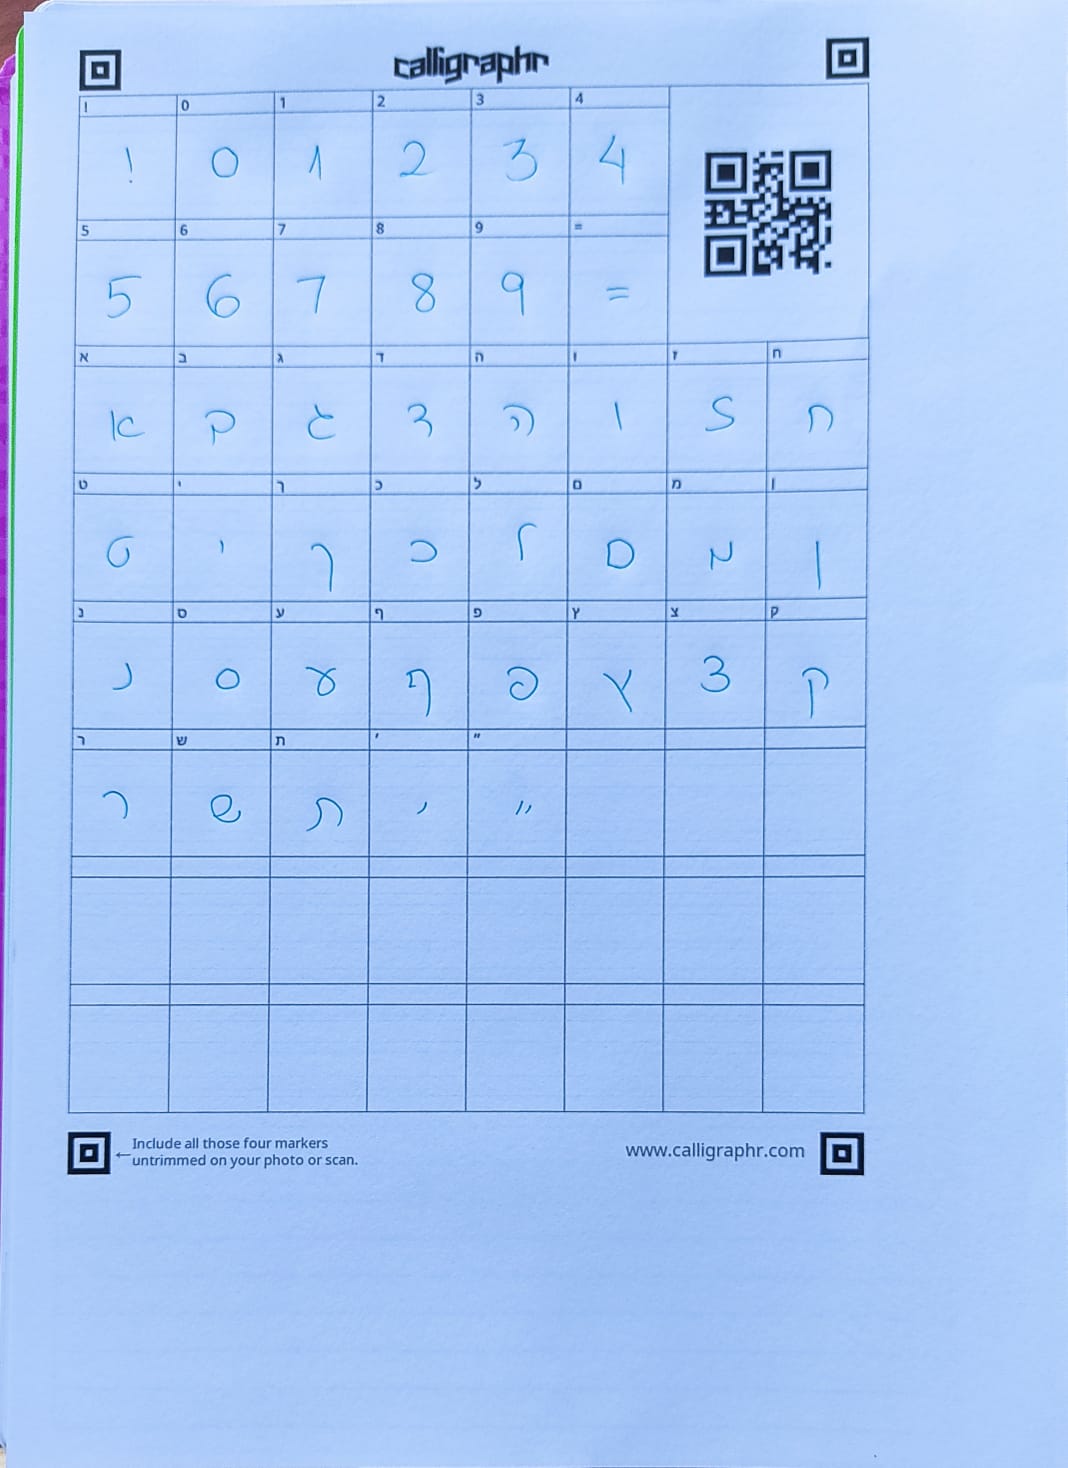 calligraphr
! 0 1 2 3 4
! 0 1 2 3 4
5 6 7 8 9 =
5 6 7 8 9 =
א ב ג ד ה ו ז ח
א ב ג ד ה ו ז ח
ט י ך כ ל ם מ ן
ט י ך כ ל ם מ ן
נ ס ע ף פ ץ צ ק
נ ס ע ף פ ץ צ ק
ר ש ת ׳ ״
ר ש ת ׳ ״
← Include all those four markers
untrimmed on your photo or scan.
www.calligraphr.com